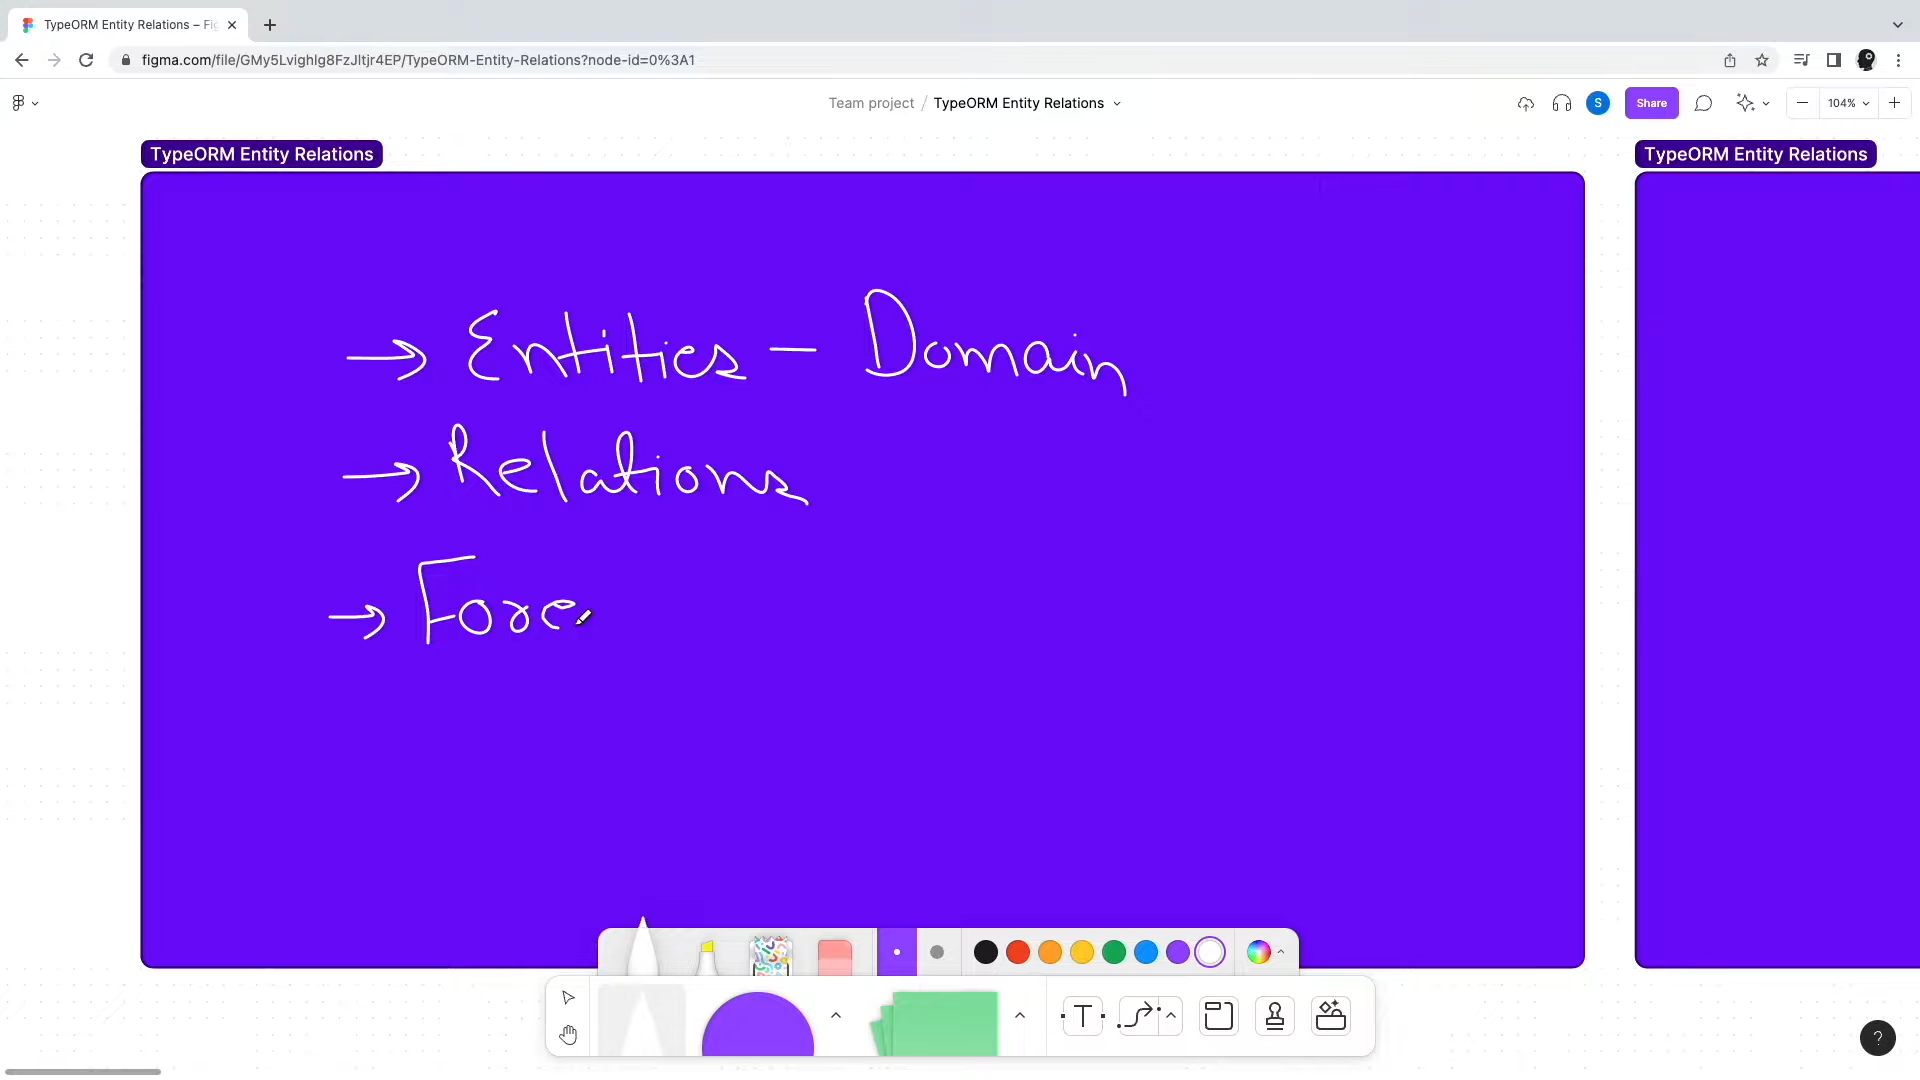 TypeORM Entity Relations – Fig
figma.com/file/GMy5Lvighlg8FzJltjr4EP/TypeORM-Entity-Relations?node-id=0%3A1
Team project / TypeORM Entity Relations
S
Share
104%
TypeORM Entity Relations
TypeORM Entity Relations
→ Entities — Domain
→ Relations
→ Fore
T
?